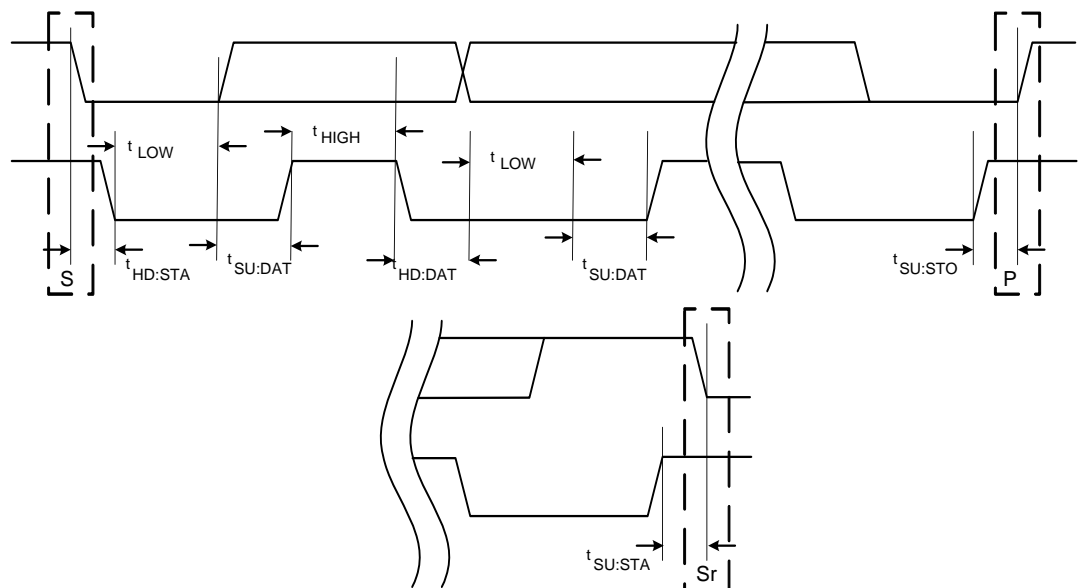 t HIGH
t LOW
t LOW
t HD:STA
t SU:DAT
t HD:DAT
t SU:DAT
t SU:STO
S
P
t SU:STA
Sr